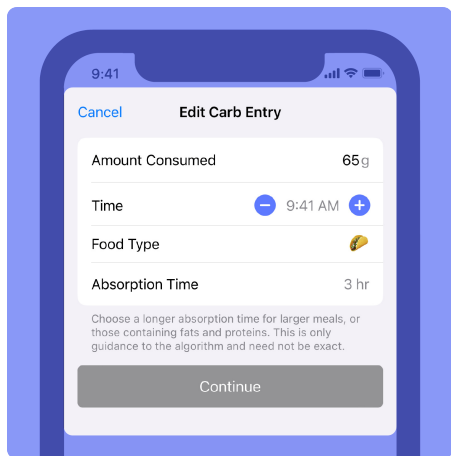 9:41
Cancel Edit Carb Entry
Amount Consumed 65 g
Time 9:41 AM
Food Type
Absorption Time 3 hr
Choose a longer absorption time for larger meals, or
those containing fats and proteins. This is only
guidance to the algorithm and need not be exact.
Continue